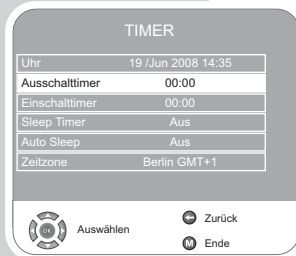 TIMER
Uhr 19 /Jun 2008 14:35
Ausschalttimer 00:00
Einschalttimer 00:00
Sleep Timer Aus
Auto Sleep Aus
Zeitzone Berlin GMT+1
OK Auswählen
Zurück
M Ende